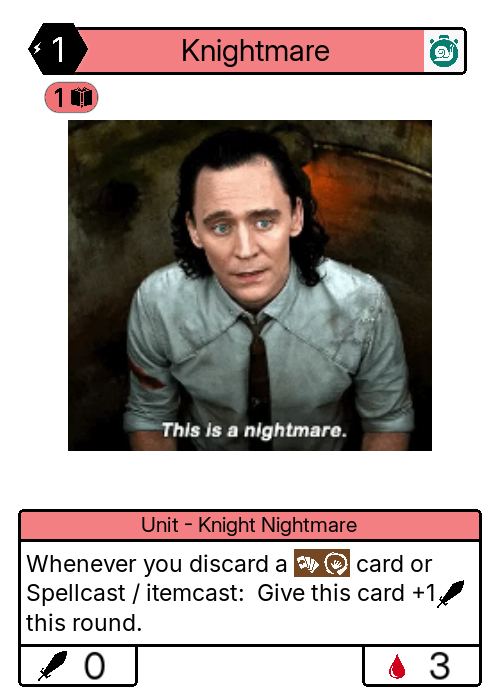 1
Knightmare
1
This is a nightmare.
Unit - Knight Nightmare
Whenever you discard a card or
Spellcast / itemcast: Give this card +1
this round.
0
3